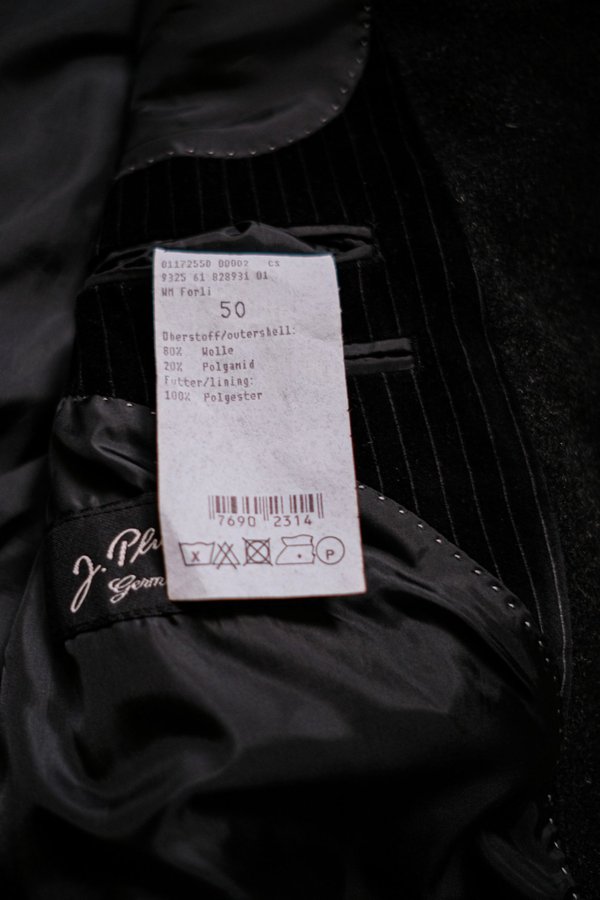 01172550 00002 CS
9325 61 828931 01
WM Forli
50
Oberstoff/outershell:
80% Wolle
20% Polyamid
Futter/lining:
100% Polyester
7690 2314
X P
J.